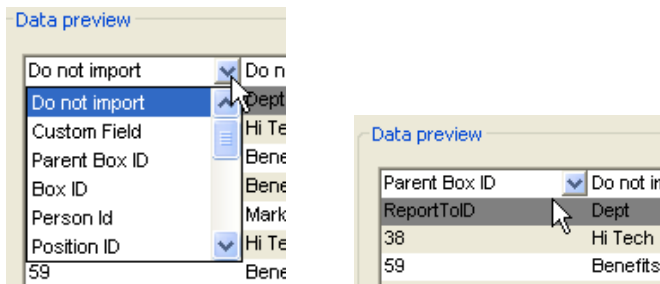 Data preview
Do not import Do n
Do not import Dept
Custom Field Hi Te
Parent Box ID Bene
Box ID Bene
Person Id Mark
Position ID Hi Te
59 Bene
Data preview
Parent Box ID Do not in
ReportToID Dept
38 Hi Tech
59 Benefits